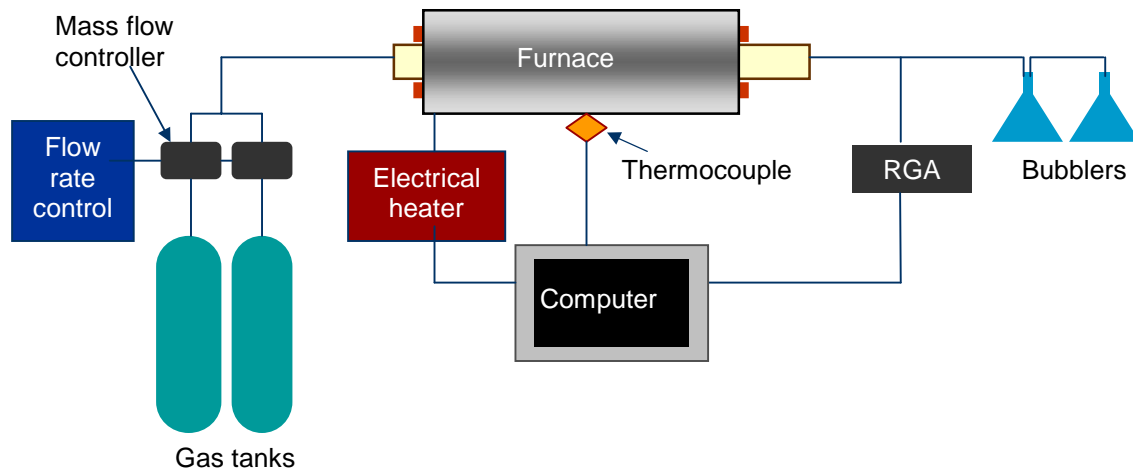 Mass flow
controller
Furnace
Flow
rate
control
Electrical
heater
Thermocouple
RGA
Bubblers
Computer
Gas tanks